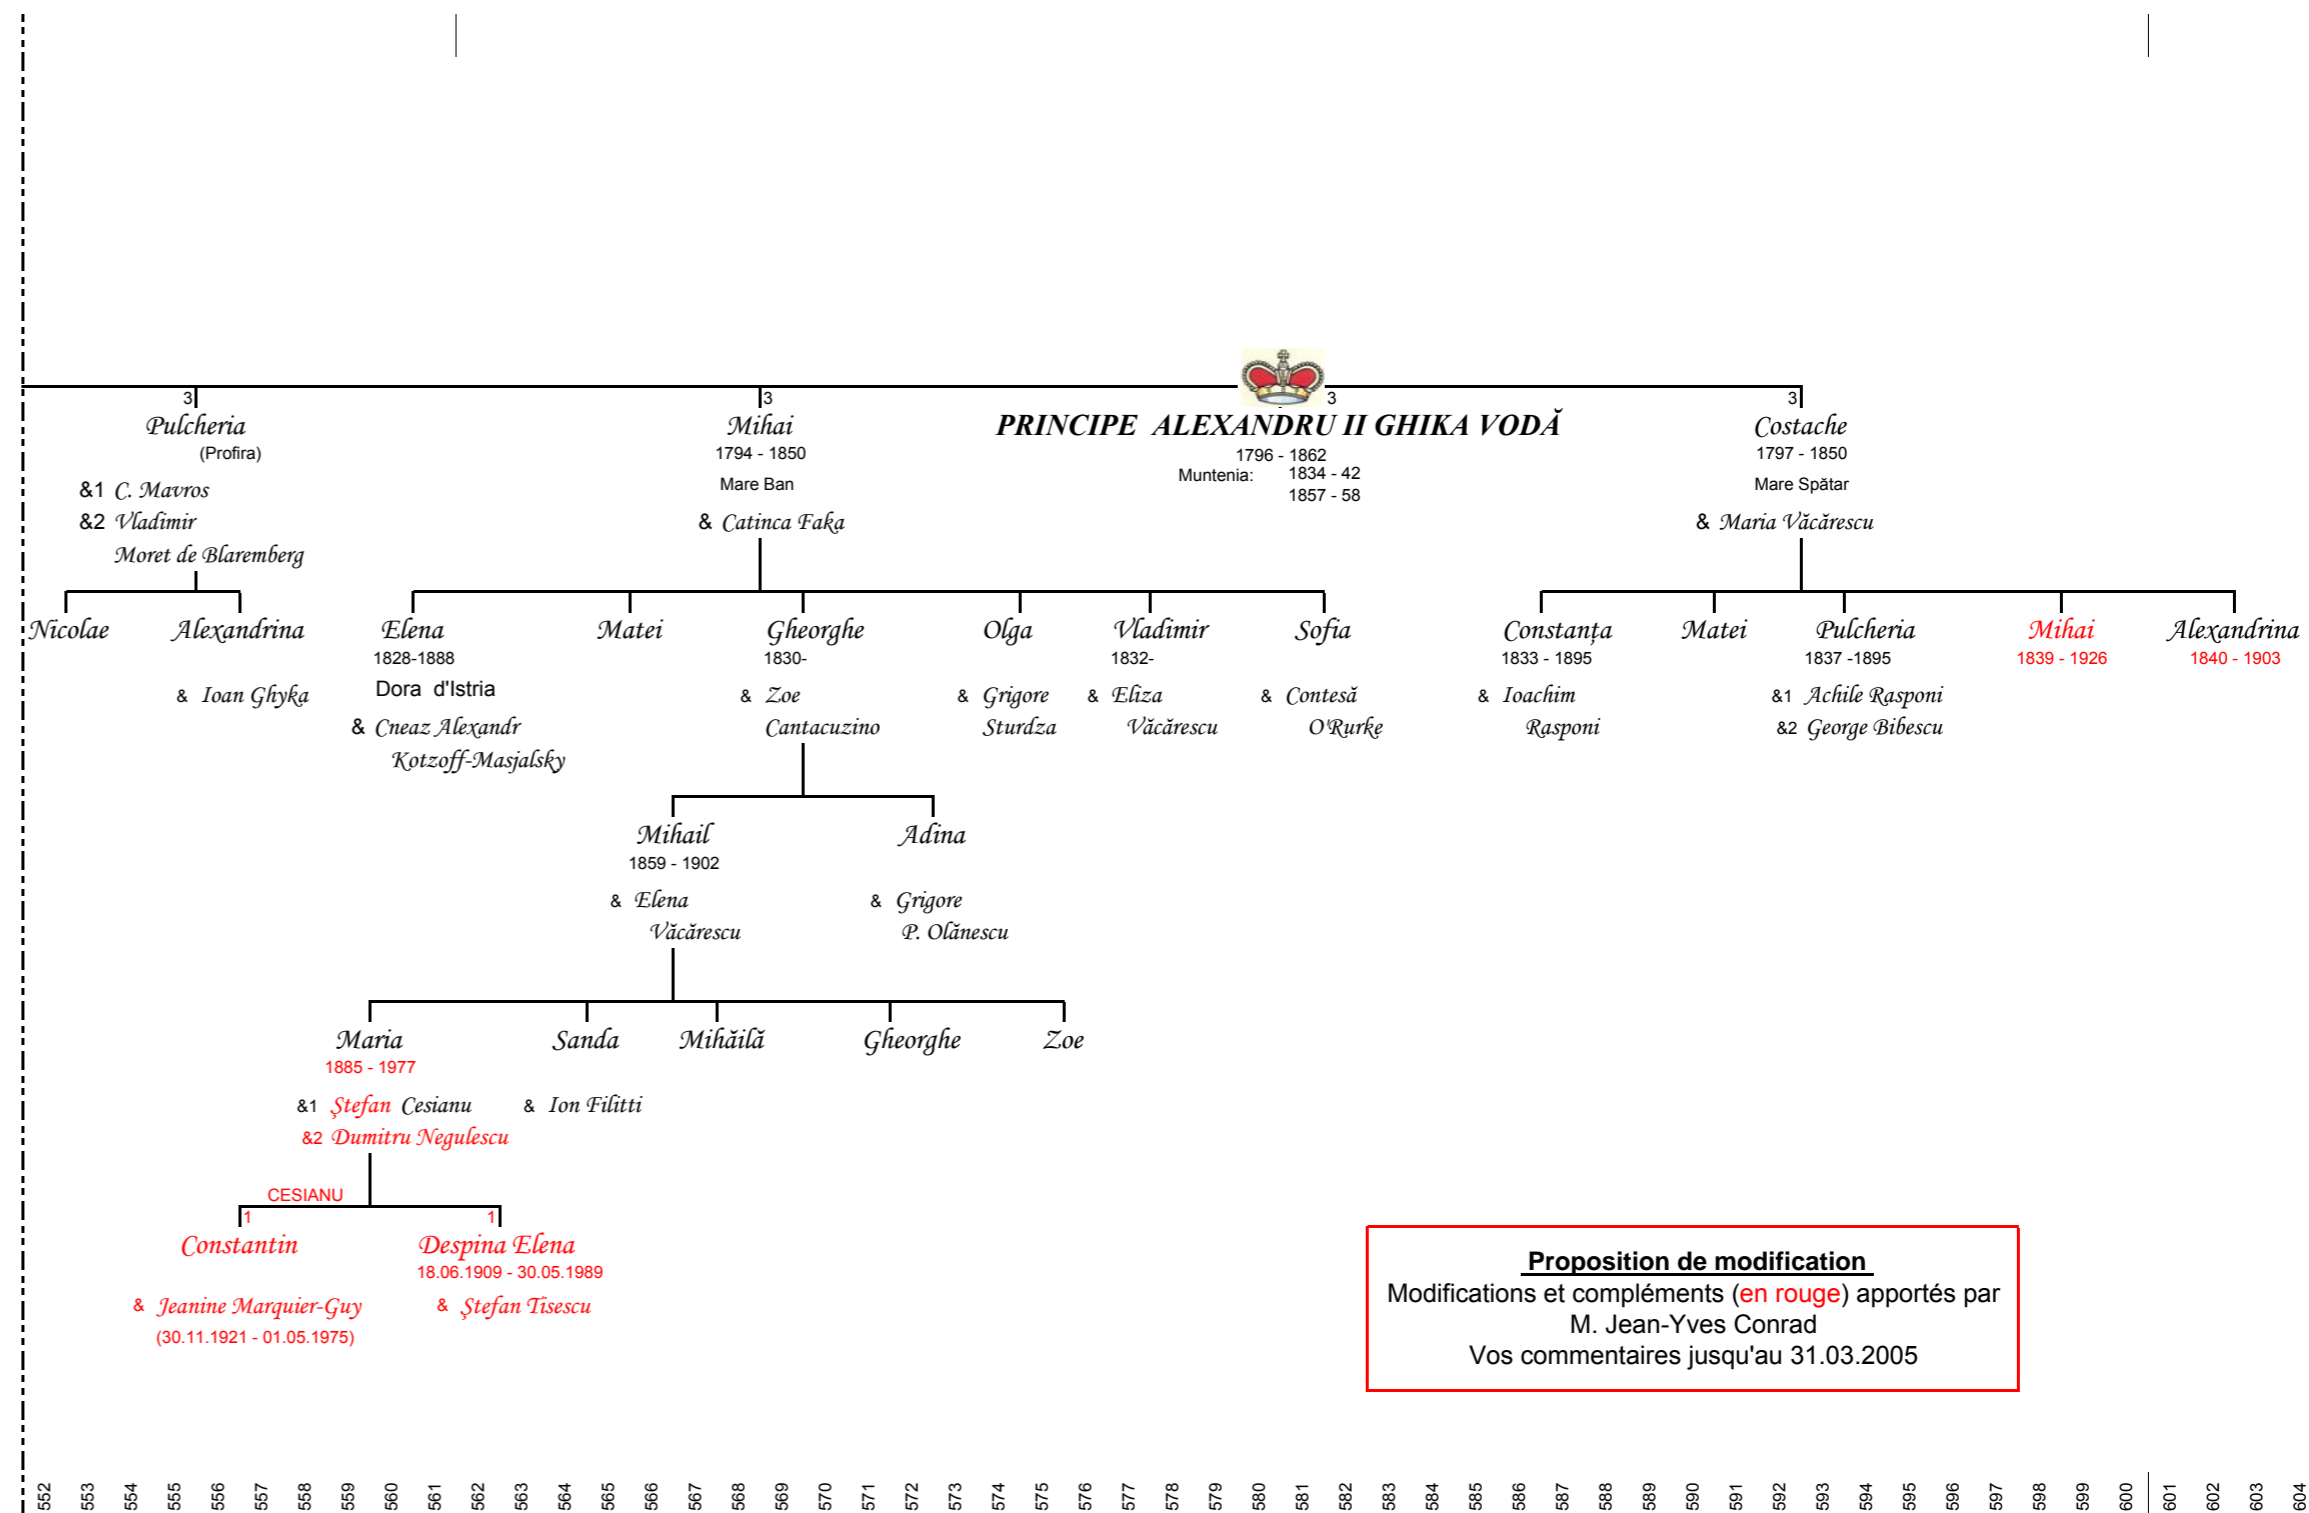 3 3 3 3
Pulcheria Mihai PRINCIPE ALEXANDRU II GHIKA VODĂ Costache
(Profira) 1794 - 1850 1796 - 1862 1797 - 1850
Muntenia: 1834 - 42
1857 - 58
Mare Ban Mare Spătar
&1 C. Mavros
&2 Vladimir & Catinca Faka & Maria Văcărescu
Moret de Blaremberg
Nicolae Alexandrina Elena Matei Gheorghe Olga Vladimir Sofia Constanța Matei Pulcheria Mihai Alexandrina
1828-1888 1830- 1832- 1833 - 1895 1837 -1895 1839 - 1926 1840 - 1903
& Ioan Ghyka Dora d'Istria & Zoe & Grigore & Eliza & Contesă & Ioachim &1 Achile Rasponi
& Cneaz Alexandr Cantacuzino Sturdza Văcărescu O'Rurke Rasponi &2 George Bibescu
Kotzoff-Masjalsky
Mihail Adina
1859 - 1902
& Elena & Grigore
Văcărescu P. Olănescu
Maria Sanda Mihăilă Gheorghe Zoe
1885 - 1977
&1 Ștefan Cesianu & Ion Filitti
&2 Dumitru Negulescu
CESIANU
1 1
Constantin Despina Elena
18.06.1909 - 30.05.1989
& Jeanine Marquier-Guy & Ștefan Tisescu
(30.11.1921 - 01.05.1975)
Proposition de modification
Modifications et compléments (en rouge) apportés par
M. Jean-Yves Conrad
Vos commentaires jusqu'au 31.03.2005
552 553 554 555 556 557 558 559 560 561 562 563 564 565 566 567 568 569 570 571 572 573 574 575 576 577 578 579 580 581 582 583 584 585 586 587 588 589 590 591 592 593 594 595 596 597 598 599 600 601 602 603 604